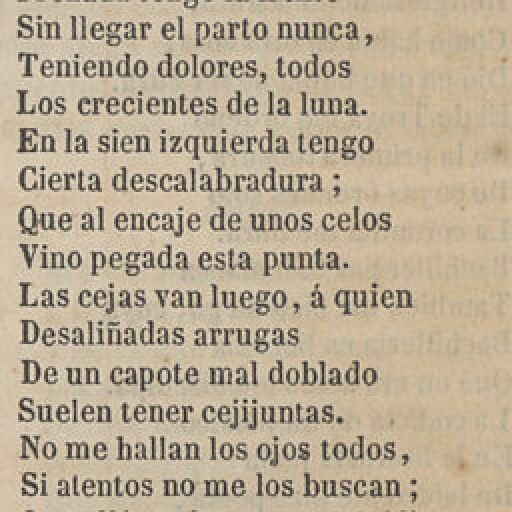 Sin llegar el parto nunca,
Teniendo dolores, todos
Los crecientes de la luna.
En la sien izquierda tengo
Cierta descalabradura ;
Que al encaje de unos celos
Vino pegada esta punta.
Las cejas van luego, á quien
Desaliñadas arrugas
De un capote mal doblado
Suelen tener cejijuntas.
No me hallan los ojos todos,
Si atentos no me los buscan ;